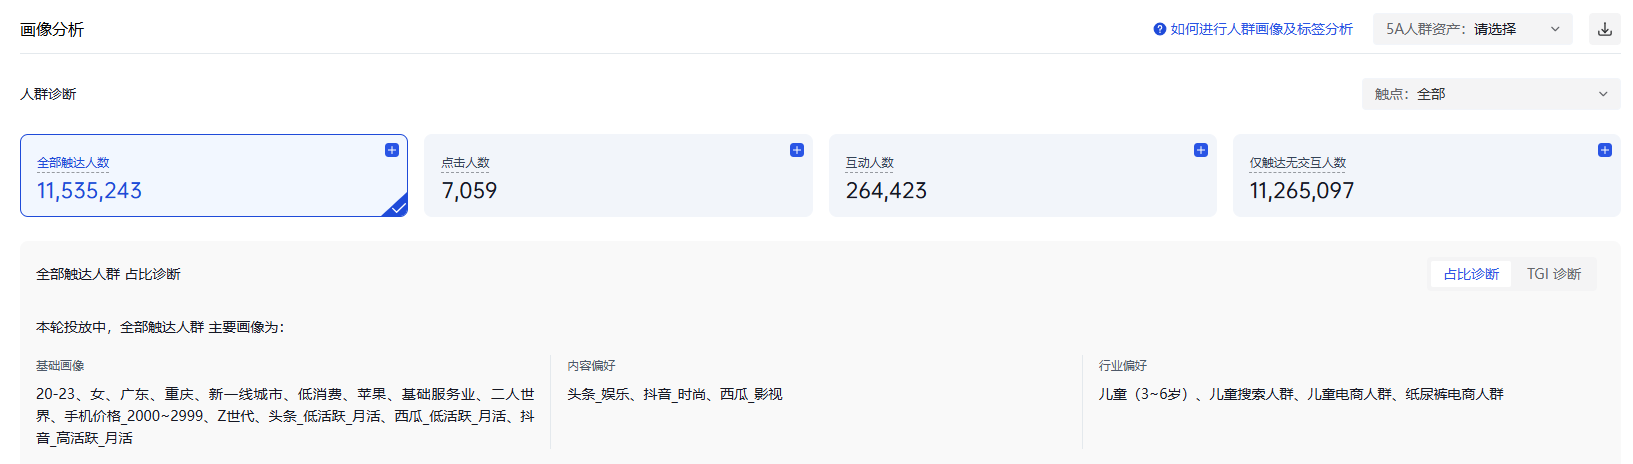 画像分析
如何进行人群画像及标签分析
5A人群资产：请选择
人群诊断
触点：全部
全部触达人数
11,535,243
点击人数
7,059
互动人数
264,423
仅触达无交互人数
11,265,097
全部触达人群 占比诊断
占比诊断
TGI 诊断
本轮投放中，全部触达人群 主要画像为：
基础画像
20-23、女、广东、重庆、新一线城市、低消费、苹果、基础服务业、二人世
界、手机价格_2000~2999、Z世代、头条_低活跃_月活、西瓜_低活跃_月活、抖
音_高活跃_月活
内容偏好
头条_娱乐、抖音_时尚、西瓜_影视
行业偏好
儿童（3~6岁）、儿童搜索人群、儿童电商人群、纸尿裤电商人群